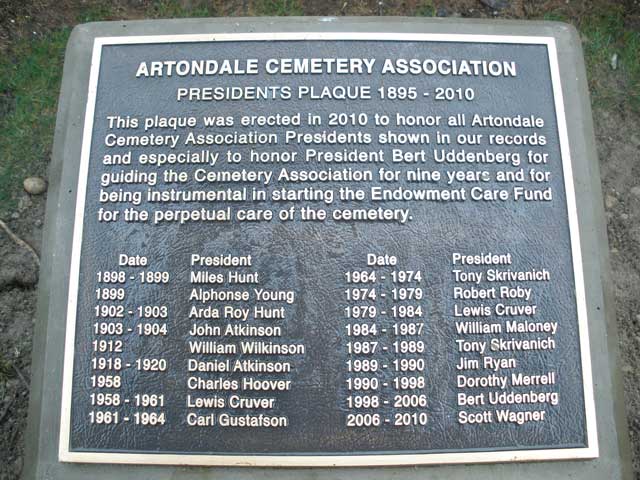 ARTONDALE CEMETERY ASSOCIATION
PRESIDENTS PLAQUE 1895 - 2010
This plaque was erected in 2010 to honor all Artondale
Cemetery Association Presidents shown in our records
and especially to honor President Bert Uddenberg for
guiding the Cemetery Association for nine years and for
being instrumental in starting the Endowment Care Fund
for the perpetual care of the cemetery.
Date President Date President
1898 - 1899 Miles Hunt 1964 - 1974 Tony Skrivanich
1899 Alphonse Young 1974 - 1979 Robert Roby
1902 - 1903 Arda Roy Hunt 1979 - 1984 Lewis Cruver
1903 - 1904 John Atkinson 1984 - 1987 William Maloney
1912 William Wilkinson 1987 - 1989 Tony Skrivanich
1918 - 1920 Daniel Atkinson 1989 - 1990 Jim Ryan
1958 Charles Hoover 1990 - 1998 Dorothy Merrell
1958 - 1961 Lewis Cruver 1998 - 2006 Bert Uddenberg
1961 - 1964 Carl Gustafson 2006 - 2010 Scott Wagner